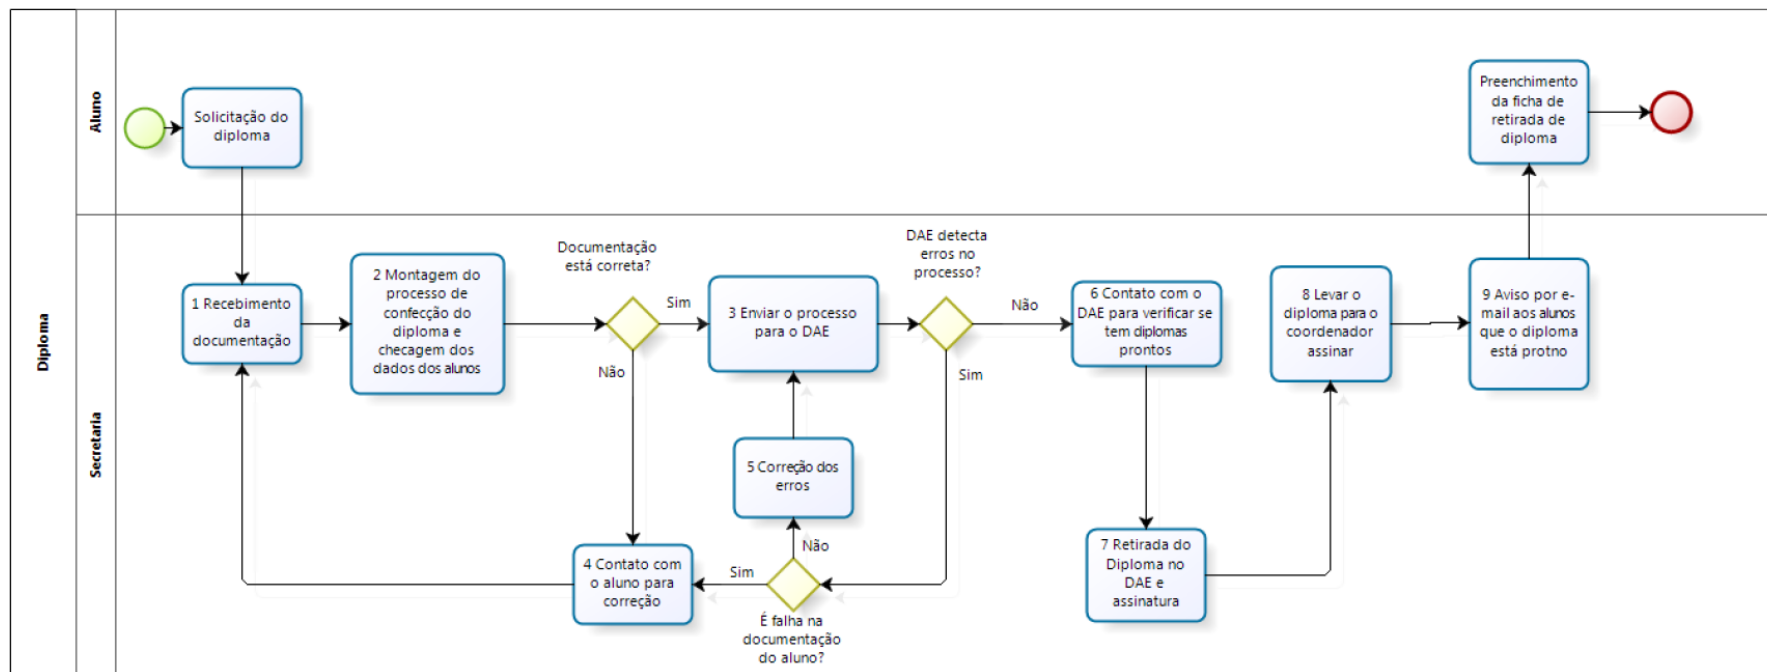 Diploma
Aluno
Solicitação do
diploma
Preenchimento
da ficha de
retirada de
diploma
Secretaria
1 Recebimento
da
documentação
2 Montagem do
processo de
confecção do
diploma e
checagem dos
dados dos alunos
Documentação
está correta?
Sim
Não
3 Enviar o processo
para o DAE
DAE detecta
erros no
processo?
Não
Sim
6 Contato com o
DAE para verificar se
tem diplomas
prontos
8 Levar o
diploma para o
coordenador
assinar
9 Aviso por e-
mail aos alunos
que o diploma
está protno
5 Correção dos
erros
Não
4 Contato com
o aluno para
correção
Sim
É falha na
documentação
do aluno?
7 Retirada do
Diploma no
DAE e
assinatura